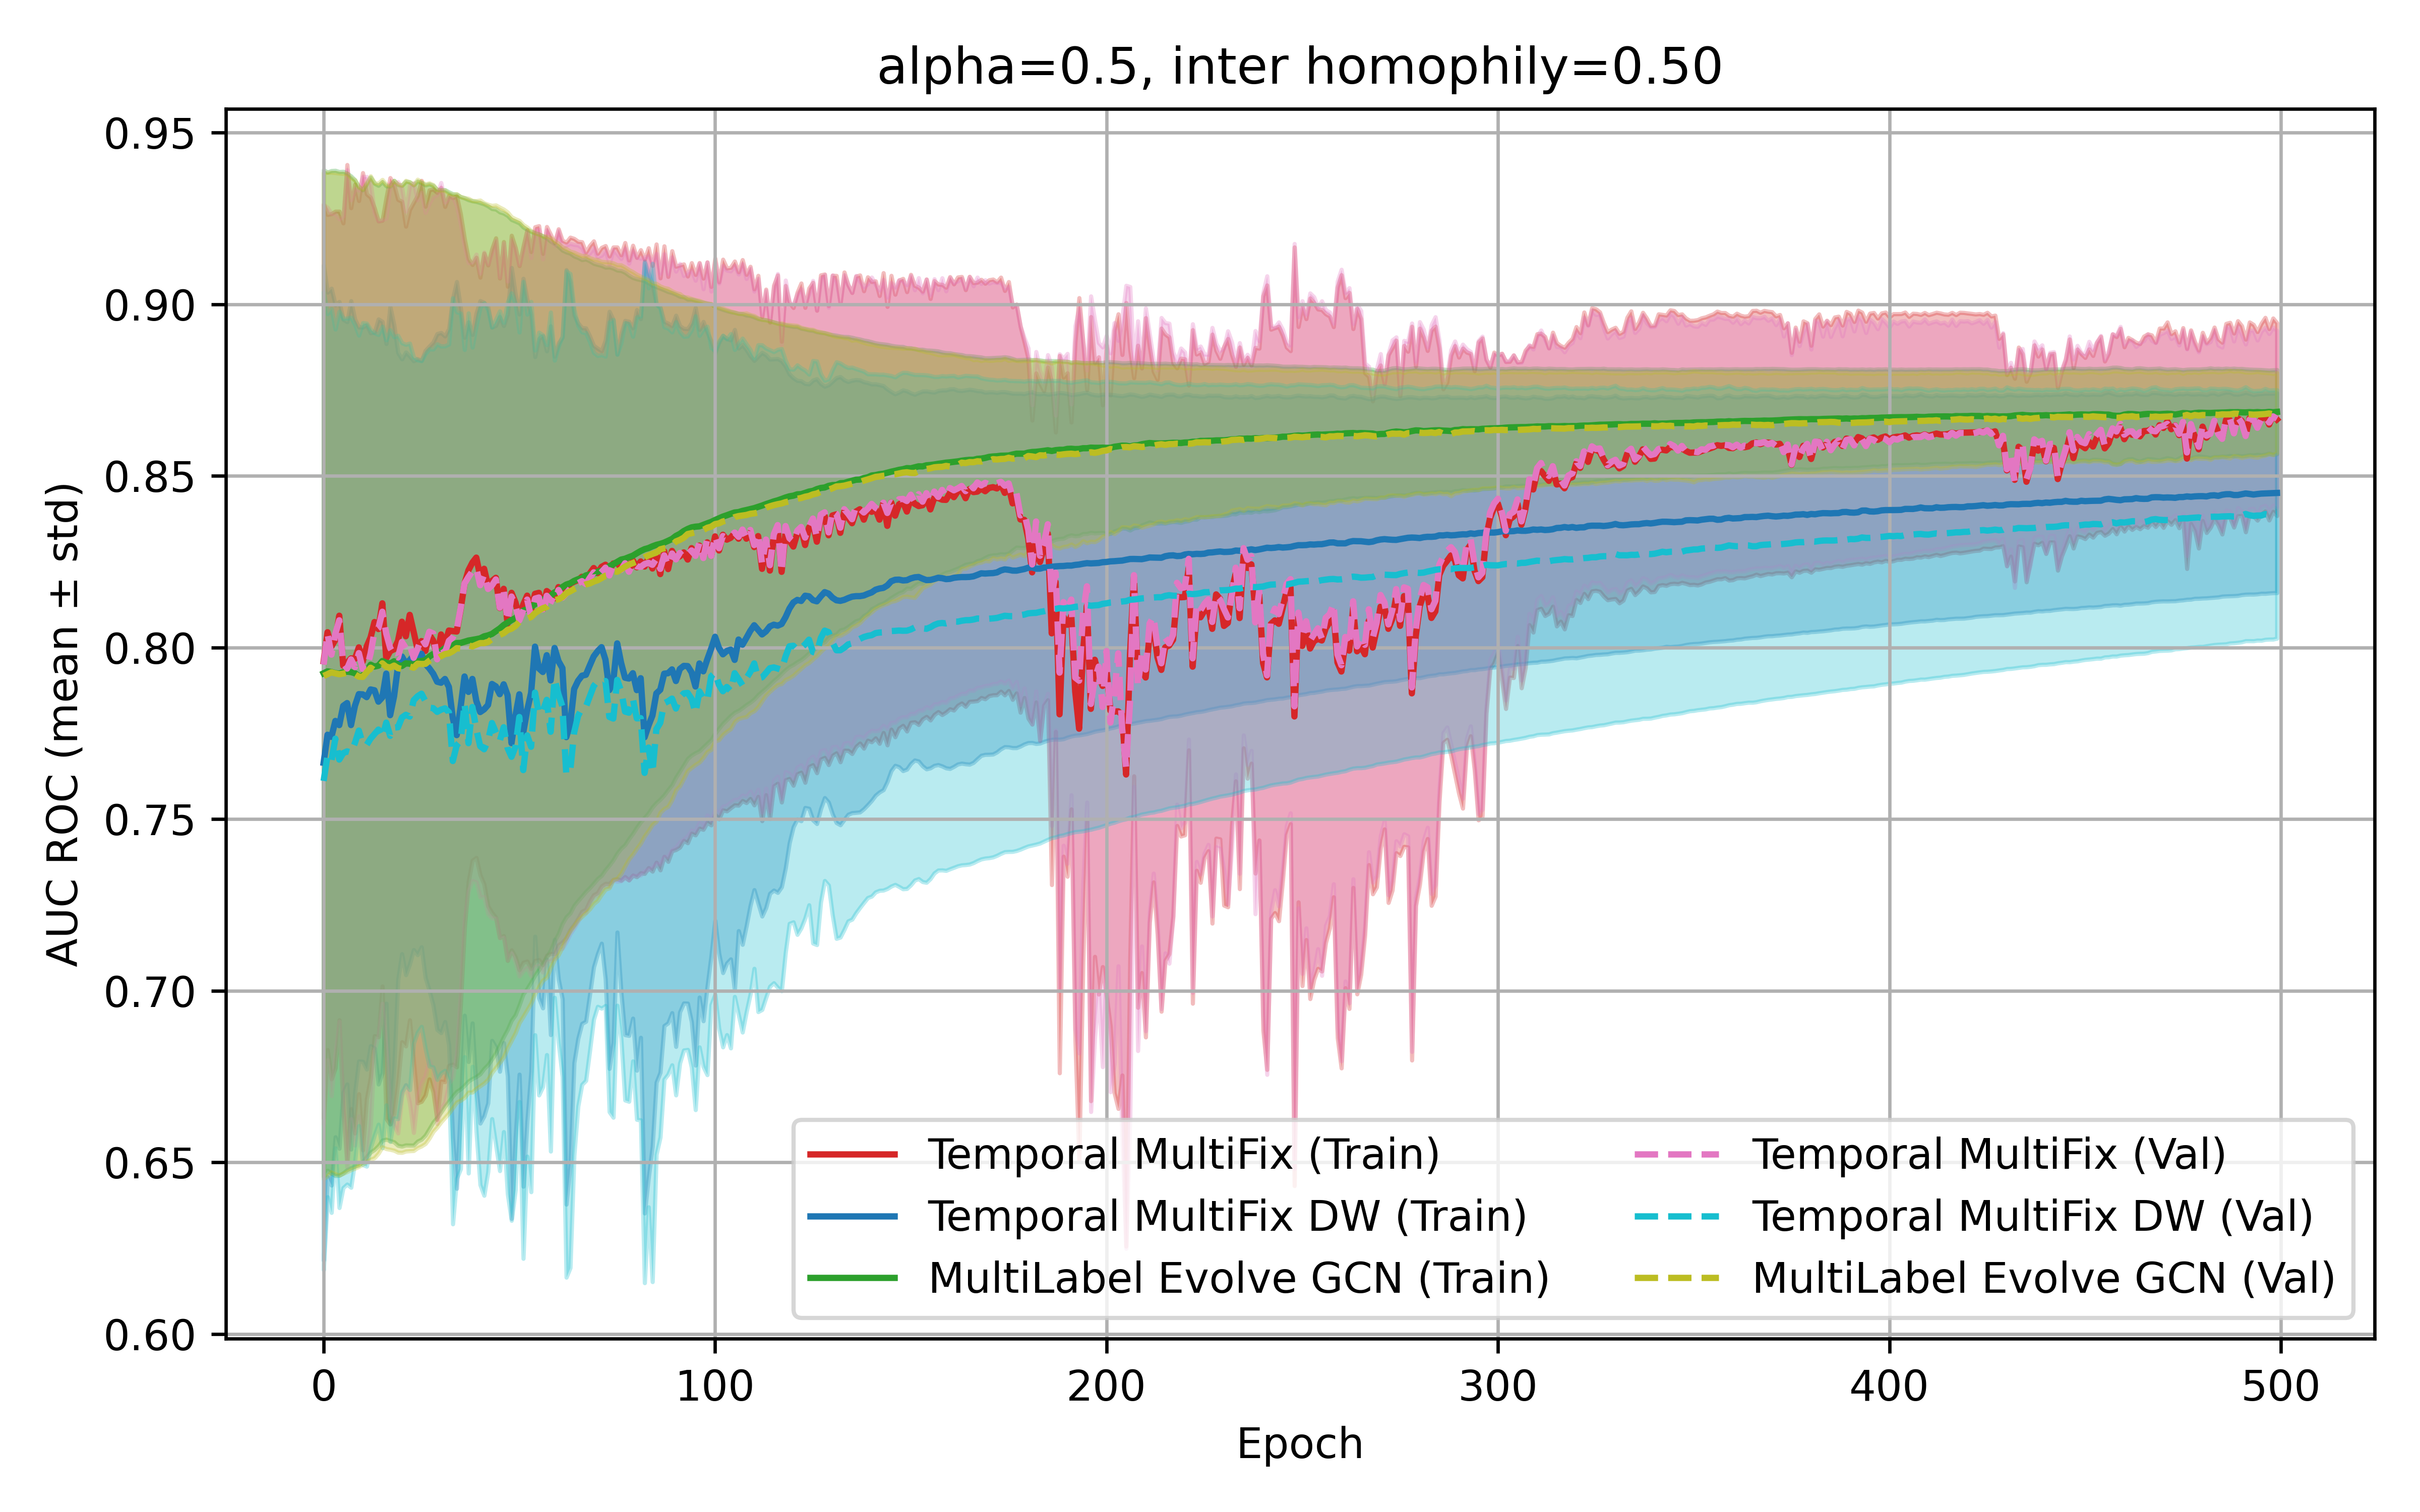 alpha=0.5, inter homophily=0.50
AUC ROC (mean ± std)
0.95
0.90
0.85
0.80
0.75
0.70
0.65
0.60
Temporal MultiFix (Train)
Temporal MultiFix DW (Train)
MultiLabel Evolve GCN (Train)
Temporal MultiFix (Val)
Temporal MultiFix DW (Val)
MultiLabel Evolve GCN (Val)
0 100 200 300 400 500
Epoch